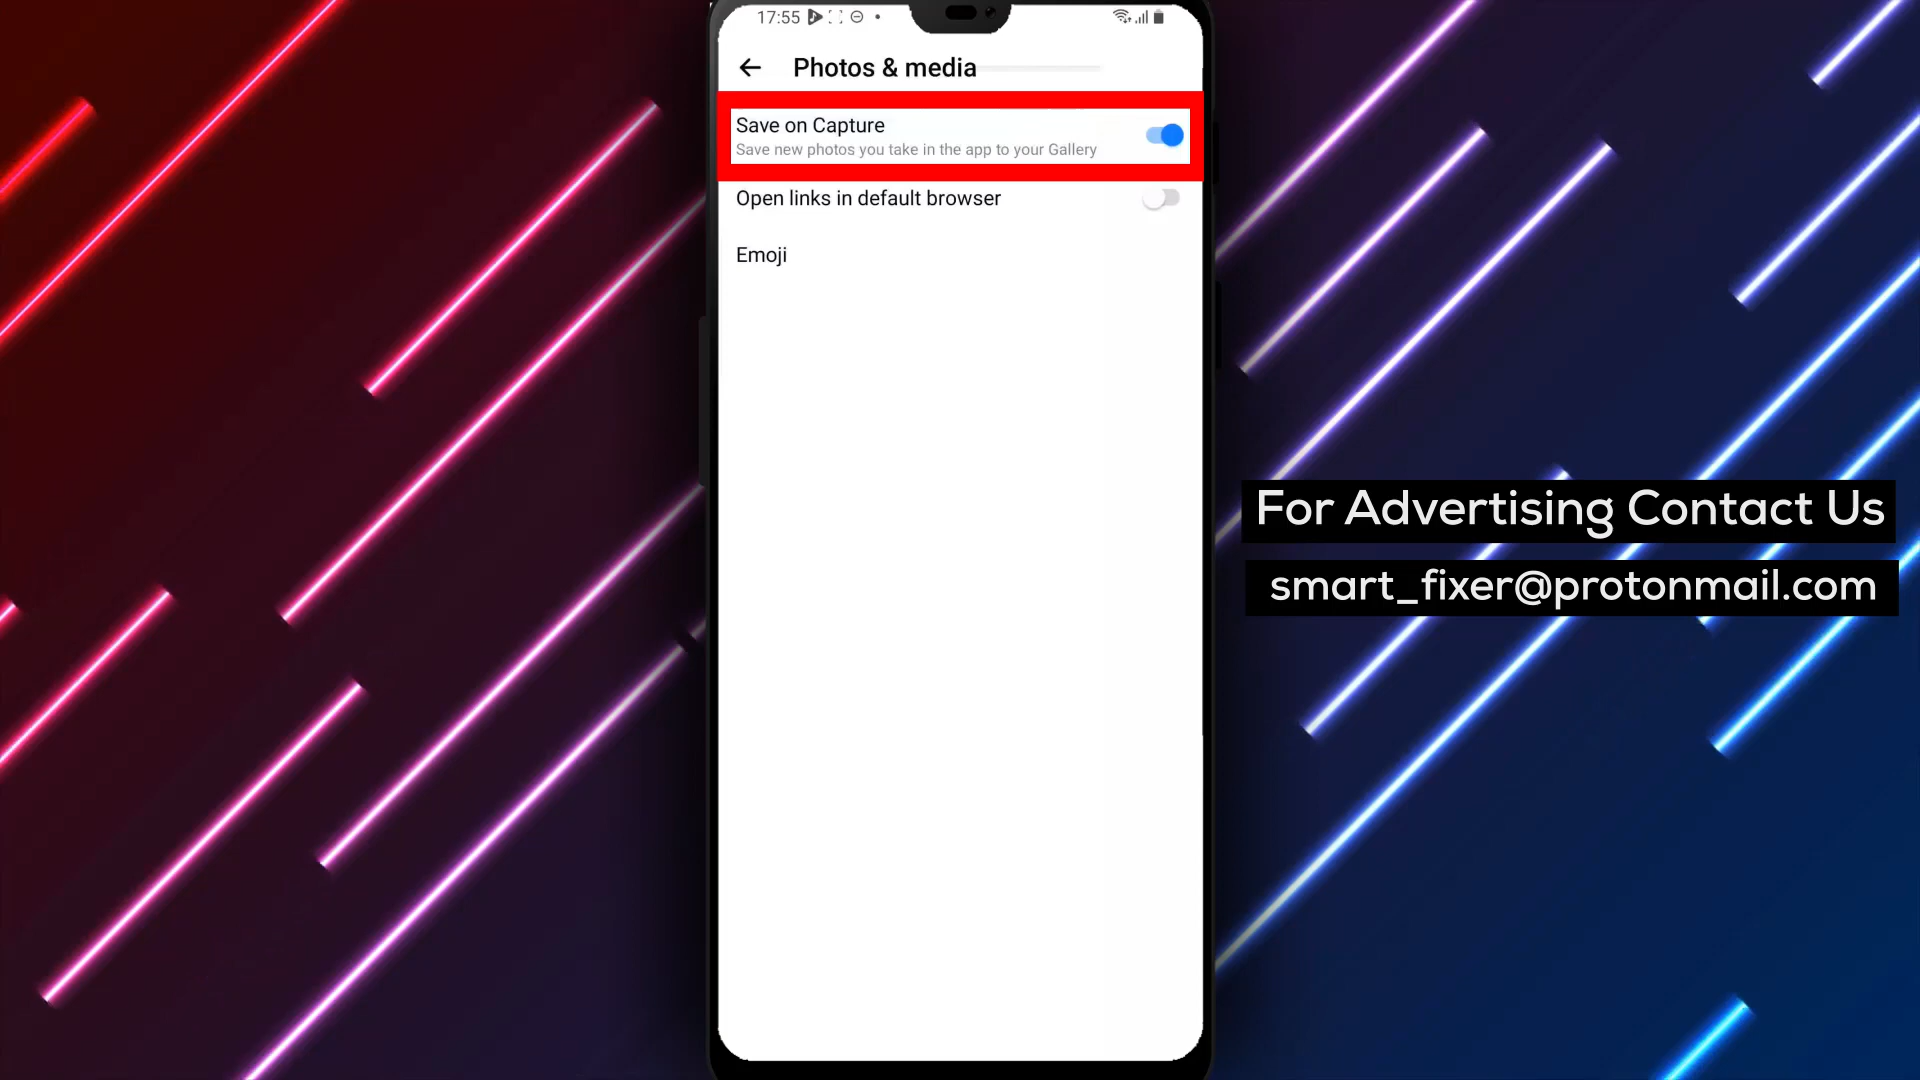 17:55
Photos & media
Save on Capture
Save new photos you take in the app to your Gallery
Open links in default browser
Emoji
For Advertising Contact Us
smart_fixer@protonmail.com